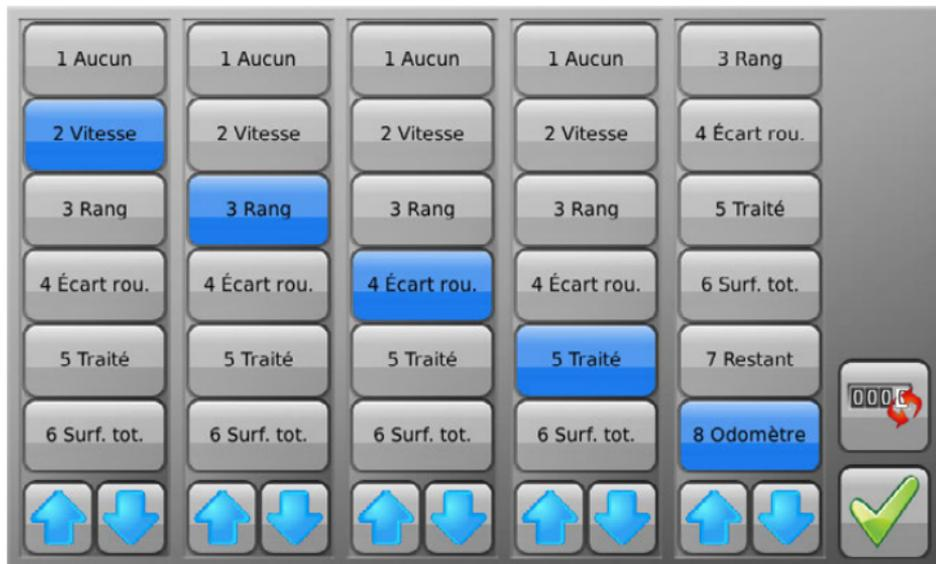 1 Aucun
2 Vitesse
3 Rang
4 Écart rou.
5 Traité
6 Surf. tot.
1 Aucun
2 Vitesse
3 Rang
4 Écart rou.
5 Traité
6 Surf. tot.
1 Aucun
2 Vitesse
3 Rang
4 Écart rou.
5 Traité
6 Surf. tot.
1 Aucun
2 Vitesse
3 Rang
4 Écart rou.
5 Traité
6 Surf. tot.
3 Rang
4 Écart rou.
5 Traité
6 Surf. tot.
7 Restant
8 Odomètre
000